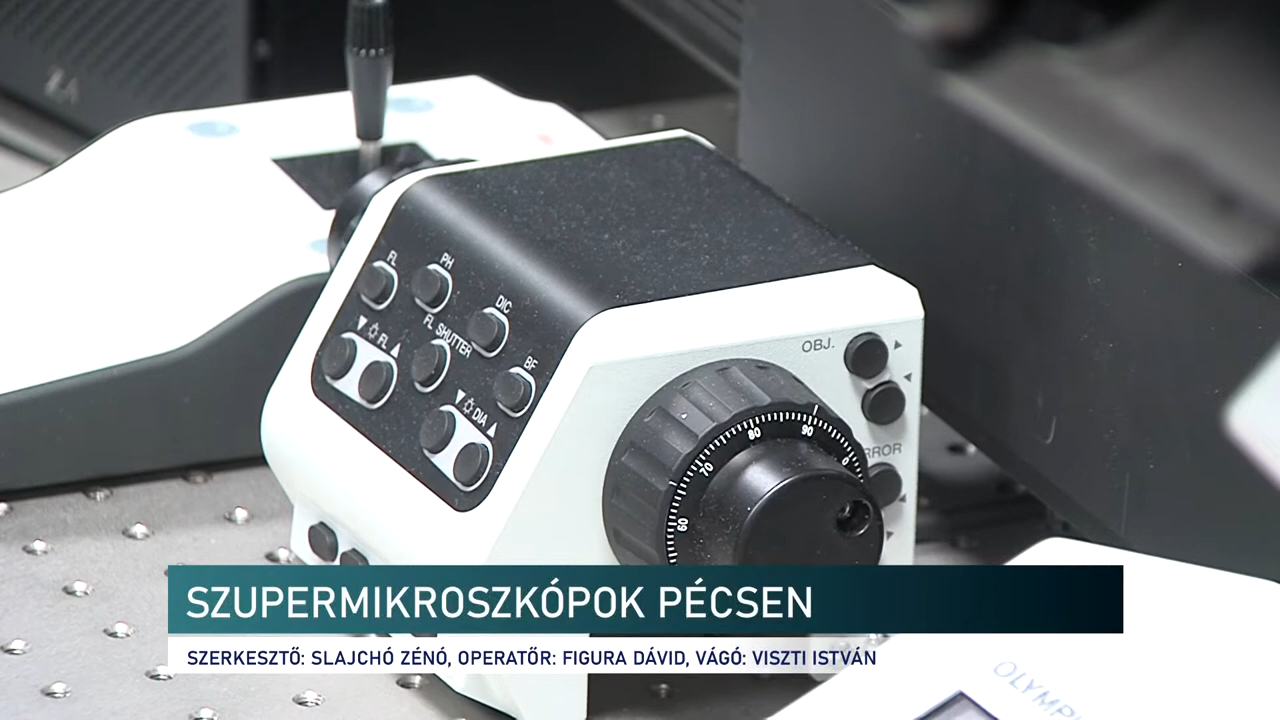 FL
PH
DIC
FL
FL SHUTTER
BF
DIA
OBJ.
90
80
70
60
0
SZUPERMIKROSZKÓPOK PÉCSEN
SZERKESZTŐ: SLAJCHÓ ZÉNÓ, OPERATŐR: FIGURA DÁVID, VÁGÓ: VISZTI ISTVÁN